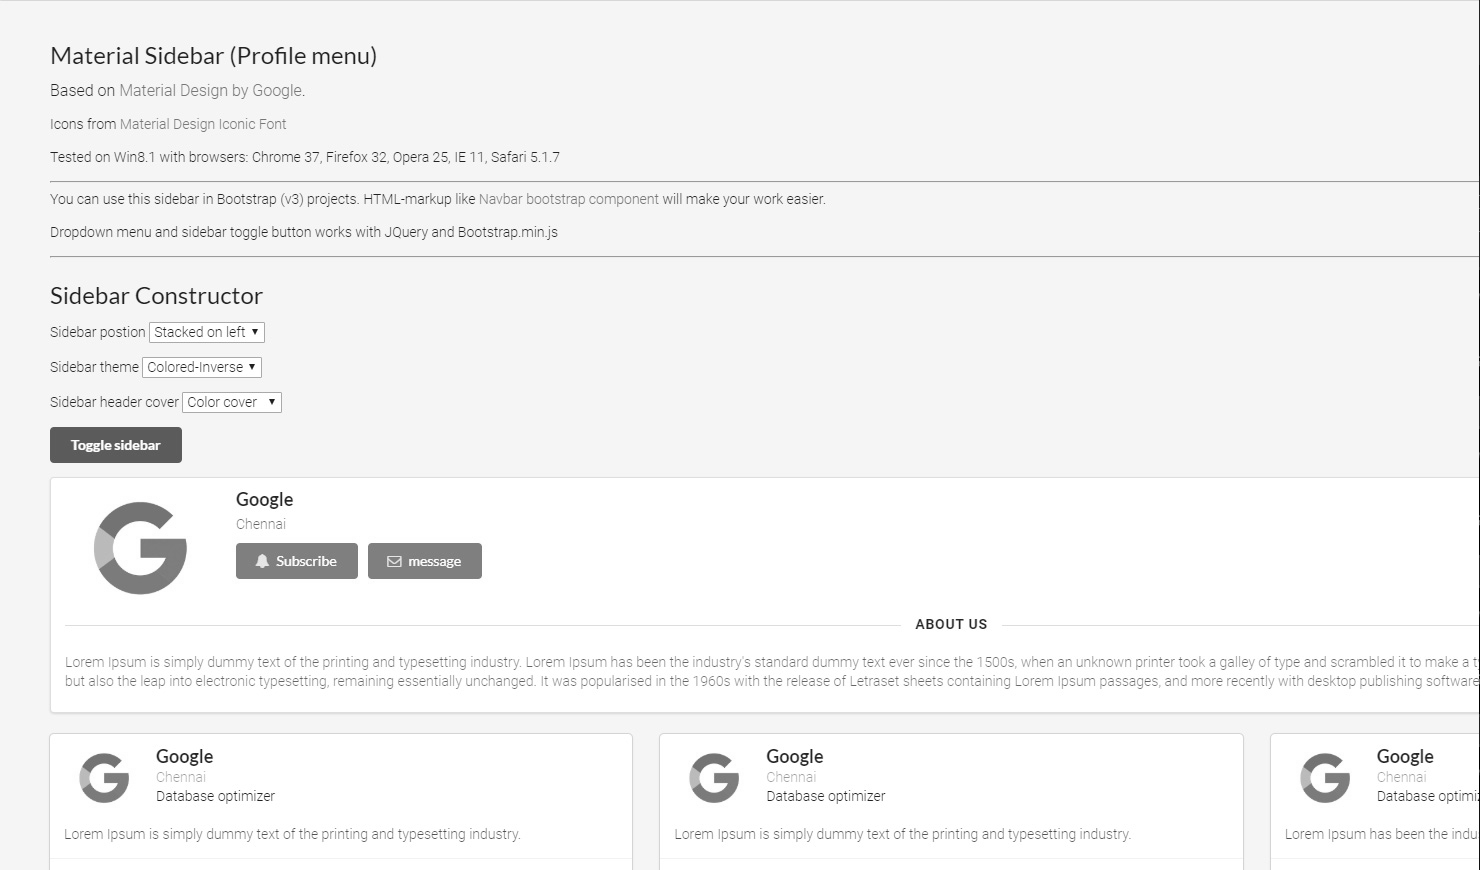 Material Sidebar (Profile menu)
Based on Material Design by Google.
Icons from Material Design Iconic Font
Tested on Win8.1 with browsers: Chrome 37, Firefox 32, Opera 25, IE 11, Safari 5.1.7
You can use this sidebar in Bootstrap (v3) projects. HTML-markup like Navbar bootstrap component will make your work easier.
Dropdown menu and sidebar toggle button works with JQuery and Bootstrap.min.js
Sidebar Constructor
Sidebar postion Stacked on left
Sidebar theme Colored-Inverse
Sidebar header cover Color cover
Toggle sidebar
Google
Chennai
Subscribe message
ABOUT US
Lorem Ipsum is simply dummy text of the printing and typesetting industry. Lorem Ipsum has been the industry's standard dummy text ever since the 1500s, when an unknown printer took a galley of type and scrambled it to make a
but also the leap into electronic typesetting, remaining essentially unchanged. It was popularised in the 1960s with the release of Letraset sheets containing Lorem Ipsum passages, and more recently with desktop publishing software
Google
Chennai
Database optimizer
Lorem Ipsum is simply dummy text of the printing and typesetting industry.
Google
Chennai
Database optimizer
Lorem Ipsum is simply dummy text of the printing and typesetting industry.
Google
Chennai
Database
Lorem Ipsum has been the